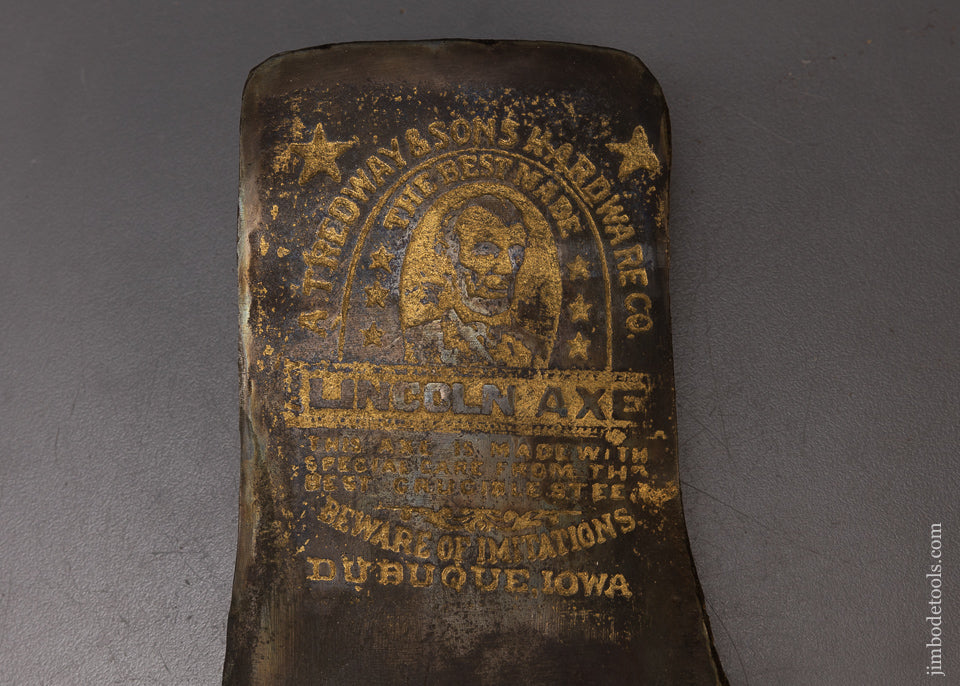 A. TREDWAY & SONS HARDWARE CO.
THE BEST MADE
LINCOLN AXE
THIS AXE IS MADE WITH
SPECIAL CARE FROM THE
BEST CRUCIBLE STEEL
BEWARE OF IMITATIONS
DUBUQUE, IOWA
jimbodetools.com